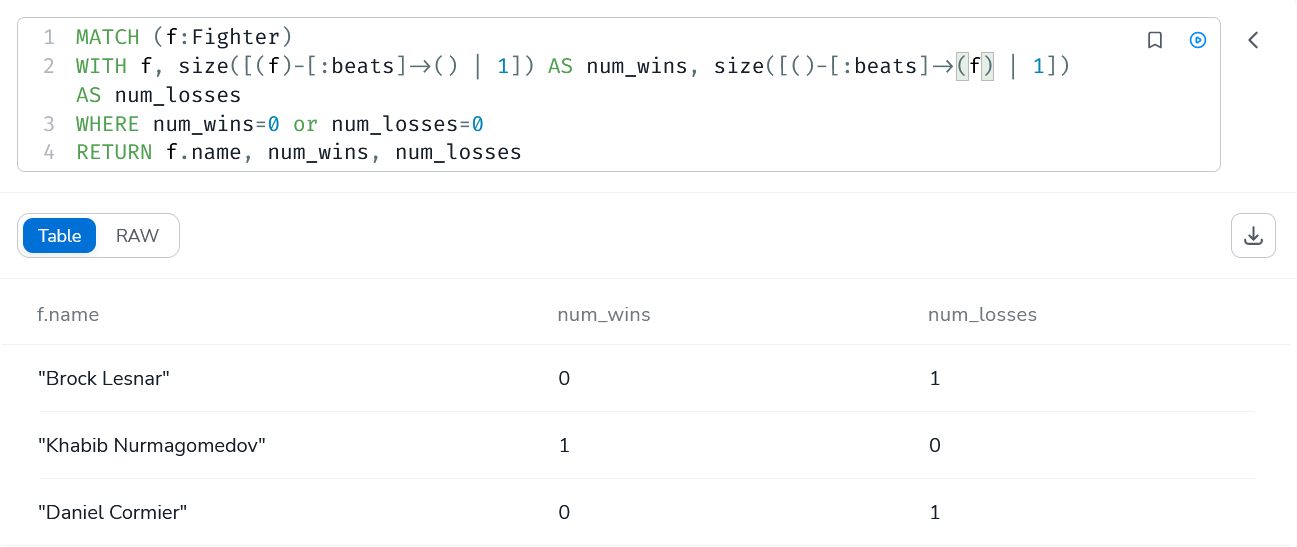 1 MATCH (f:Fighter)
2 WITH f, size([(f)-[:beats]→() | 1]) AS num_wins, size([()-[:beats]→(f) | 1])
AS num_losses
3 WHERE num_wins=0 or num_losses=0
4 RETURN f.name, num_wins, num_losses
Table RAW
f.name num_wins num_losses
"Brock Lesnar" 0 1
"Khabib Nurmagomedov" 1 0
"Daniel Cormier" 0 1